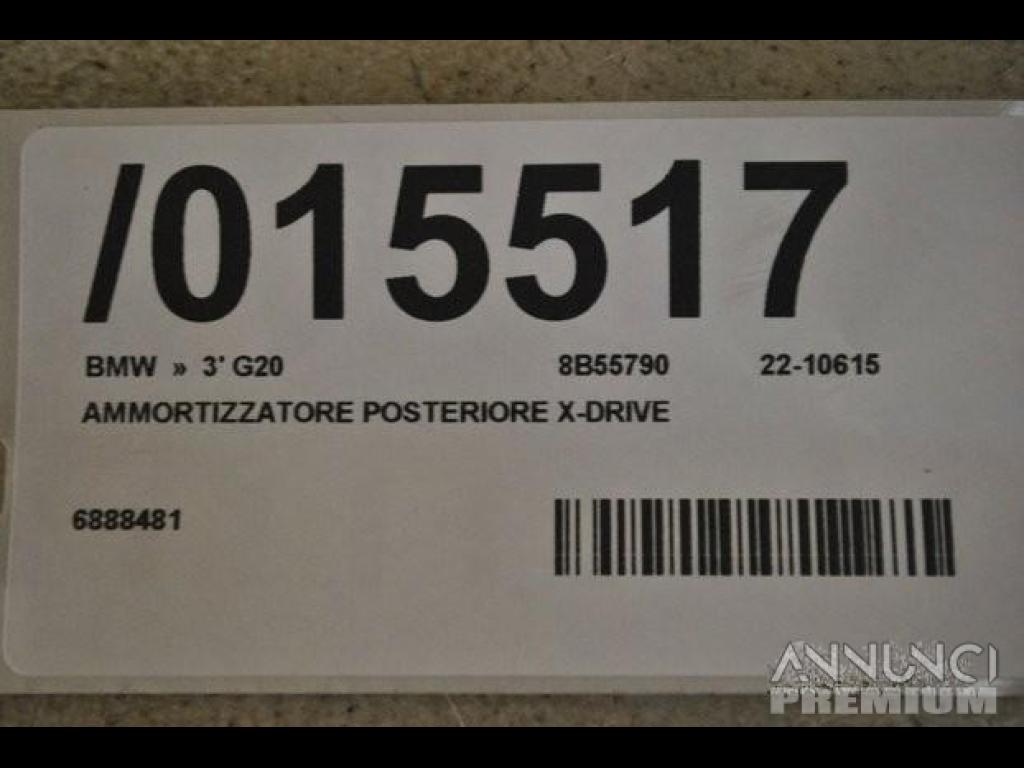 /015517
BMW » 3' G20 8B55790 22-10615
AMMORTIZZATORE POSTERIORE X-DRIVE
6888481
ANNUNCI
PREMIUM